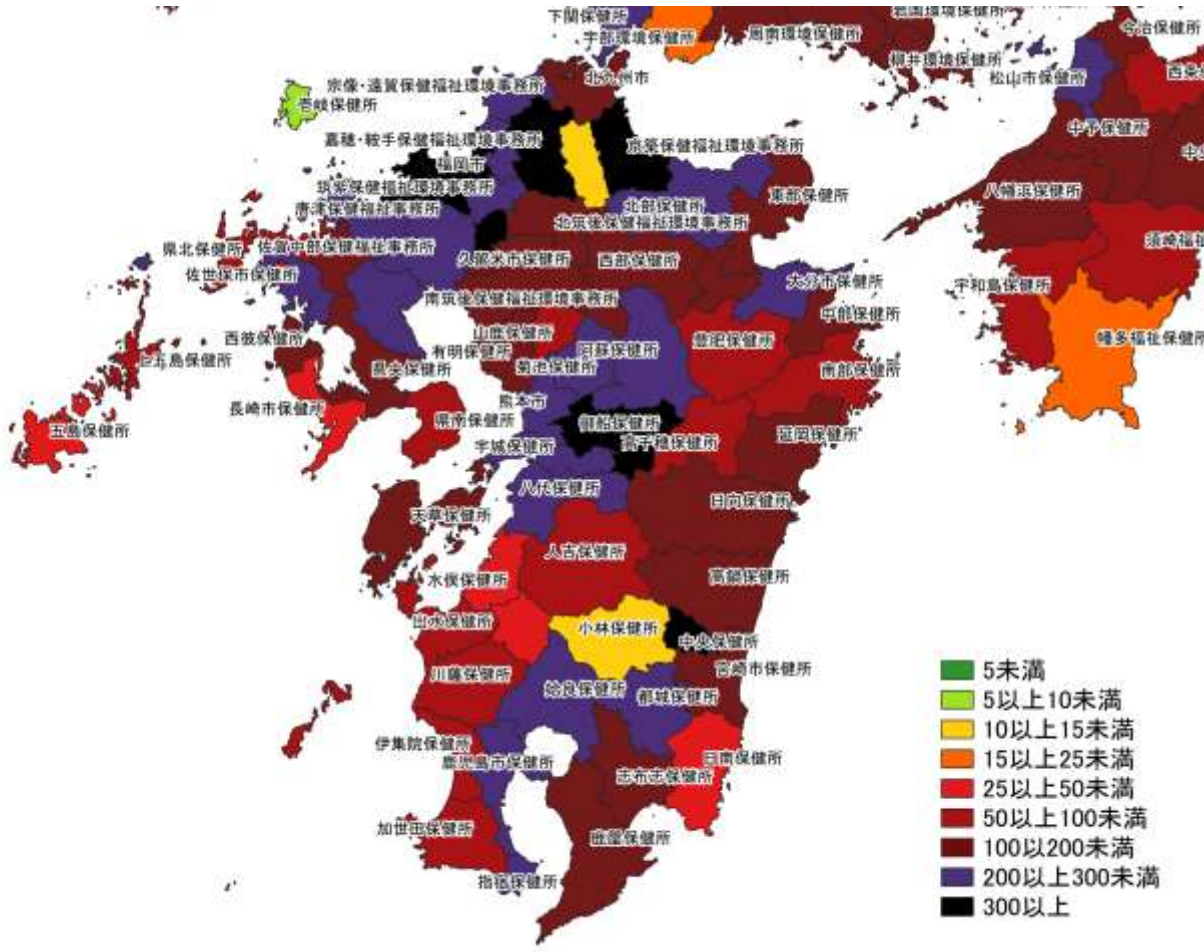 下関保健所
岩国環境保健所
宇部環境保健所
周南環境保健所
今治保健所
柳井環境保健所
松山市保健所
西条
北九州市
宗像・遠賀保健福祉環境事務所
壱岐保健所
中予保健所
嘉穂・鞍手保健福祉環境事務所
京築保健福祉環境事務所
福岡市
中央
筑紫保健福祉環境事務所
八幡浜保健所
東部保健所
唐津保健福祉事務所
北部保健所
北筑後保健福祉環境事務所
県北保健所
佐賀中部保健福祉事務所
須崎福祉
久留米市保健所
西部保健所
佐世保市保健所
大分市保健所
宇和島保健所
南筑後保健福祉環境事務所
中部保健所
山鹿保健所
豊肥保健所
西彼保健所
幡多福祉保健所
有明保健所
阿蘇保健所
上五島保健所
県央保健所
菊池保健所
南部保健所
熊本市
長崎市保健所
県南保健所
御船保健所
五島保健所
高千穂保健所
延岡保健所
宇城保健所
八代保健所
日向保健所
天草保健所
人吉保健所
水俣保健所
高鍋保健所
出水保健所
小林保健所
中央保健所
宮崎市保健所
川薩保健所
姶良保健所
都城保健所
伊集院保健所
日南保健所
鹿児島市保健所
志布志保健所
加世田保健所
鹿屋保健所
指宿保健所
5未満
5以上10未満
10以上15未満
15以上25未満
25以上50未満
50以上100未満
100以200未満
200以上300未満
300以上